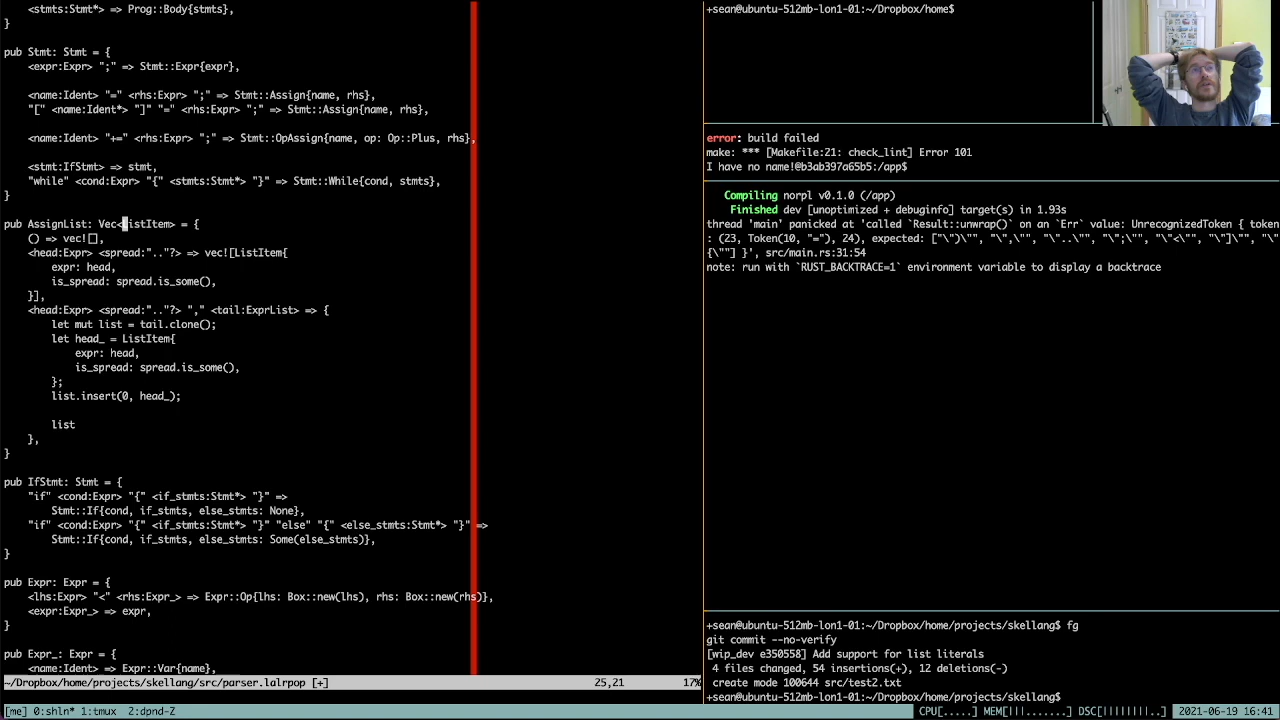 <stmts:Stmt*> => Prog::Body{stmts},
}
pub Stmt: Stmt = {
    <expr:Expr> ";" => Stmt::Expr{expr},
    <name:Ident> "=" <rhs:Expr> ";" => Stmt::Assign{name, rhs},
    "[" <name:Ident*> "]" "=" <rhs:Expr> ";" => Stmt::Assign{name, rhs},
    <name:Ident> "+=" <rhs:Expr> ";" => Stmt::OpAssign{name, op: Op::Plus, rhs},
    <stmt:IfStmt> => stmt,
    "while" <cond:Expr> "{" <stmts:Stmt*> "}" => Stmt::While{cond, stmts},
}
pub AssignList: Vec<ListItem> = {
    () => vec![],
    <head:Expr> <spread:".."?> => vec![ListItem{
        expr: head,
        is_spread: spread.is_some(),
    }],
    <head:Expr> <spread:".."?> "," <tail:ExprList> => {
        let mut list = tail.clone();
        let head_ = ListItem{
            expr: head,
            is_spread: spread.is_some(),
        };
        list.insert(0, head_);
        list
    },
}
pub IfStmt: Stmt = {
    "if" <cond:Expr> "{" <if_stmts:Stmt*> "}" =>
        Stmt::If{cond, if_stmts, else_stmts: None},
    "if" <cond:Expr> "{" <if_stmts:Stmt*> "}" "else" "{" <else_stmts:Stmt*> "}" =>
        Stmt::If{cond, if_stmts, else_stmts: Some(else_stmts)},
}
pub Expr: Expr = {
    <lhs:Expr> "<" <rhs:Expr_> => Expr::Op{lhs: Box::new(lhs), rhs: Box::new(rhs)},
    <expr:Expr_> => expr,
}
pub Expr_: Expr = {
    <name:Ident> => Expr::Var{name},
~/Dropbox/home/projects/skellang/src/parser.lalrpop [+] 25,21 17%
+sean@ubuntu-512mb-lon1-01:~/Dropbox/home$
error: build failed
make: *** [Makefile:21: check_lint] Error 101
I have no name!@b3ab397a65b5:/app$
   Compiling norpl v0.1.0 (/app)
    Finished dev [unoptimized + debuginfo] target(s) in 1.93s
thread 'main' panicked at 'called `Result::unwrap()` on an `Err` value: UnrecognizedToken { token
: (23, Token(10, "="), 24), expected: ["\")\"", "\",\"", "\"..\"", "\";\"", "\"<\"", "\"]\"", "\"
{\""] }', src/main.rs:31:54
note: run with `RUST_BACKTRACE=1` environment variable to display a backtrace
+sean@ubuntu-512mb-lon1-01:~/Dropbox/home/projects/skellang$ fg
git commit --no-verify
[wip_dev e350558] Add support for list literals
 4 files changed, 54 insertions(+), 12 deletions(-)
 create mode 100644 src/test2.txt
+sean@ubuntu-512mb-lon1-01:~/Dropbox/home/projects/skellang$
[me] 0:shln* 1:tmux  2:dpnd-Z CPU[.....] MEM[|||.......] DSC[||||||||..] 2021-06-19 16:41